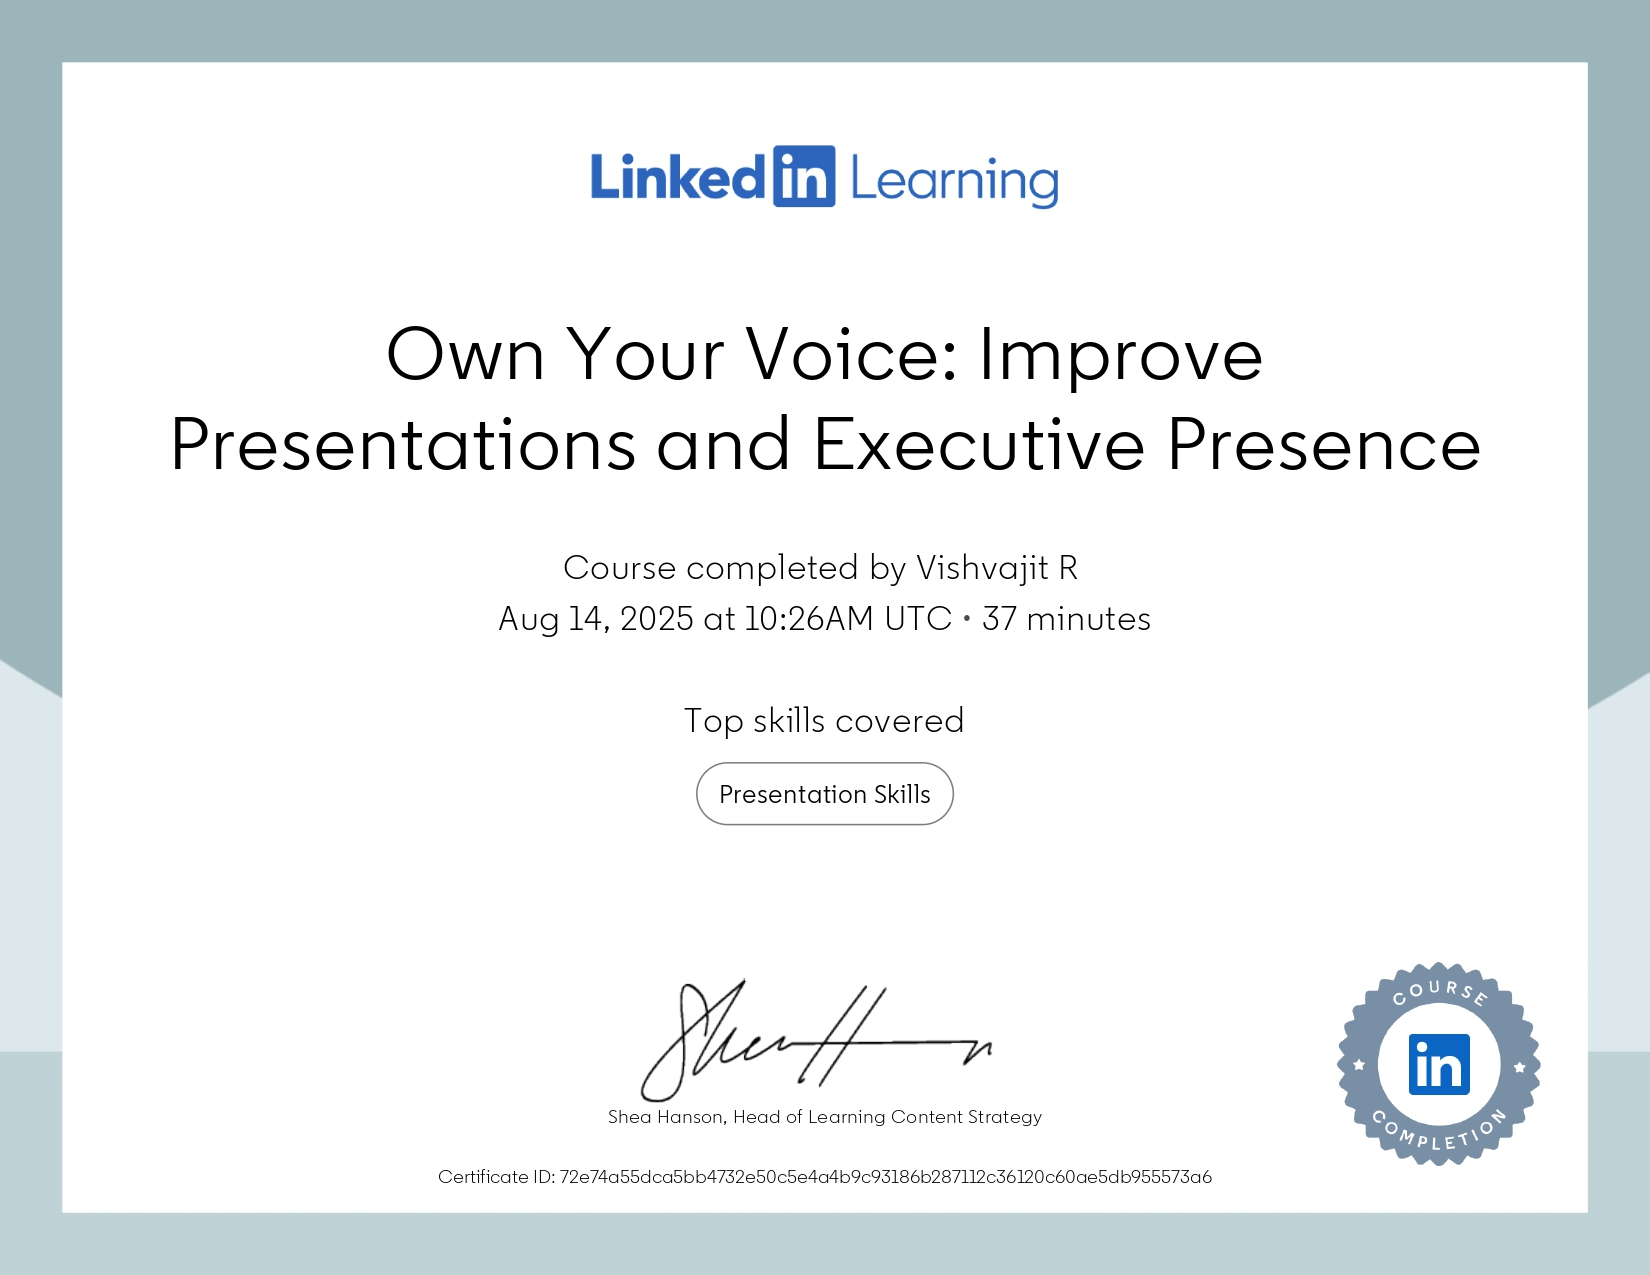 Linked in Learning
Own Your Voice: Improve
Presentations and Executive Presence
Course completed by Vishvajit R
Aug 14, 2025 at 10:26AM UTC • 37 minutes
Top skills covered
Presentation Skills
Shea Hanson, Head of Learning Content Strategy
Certificate ID: 72e74a55dca5bb4732e50c5e4a4b9c93186b287112c36120c60ae5db955573a6
COURSE
in
COMPLETION